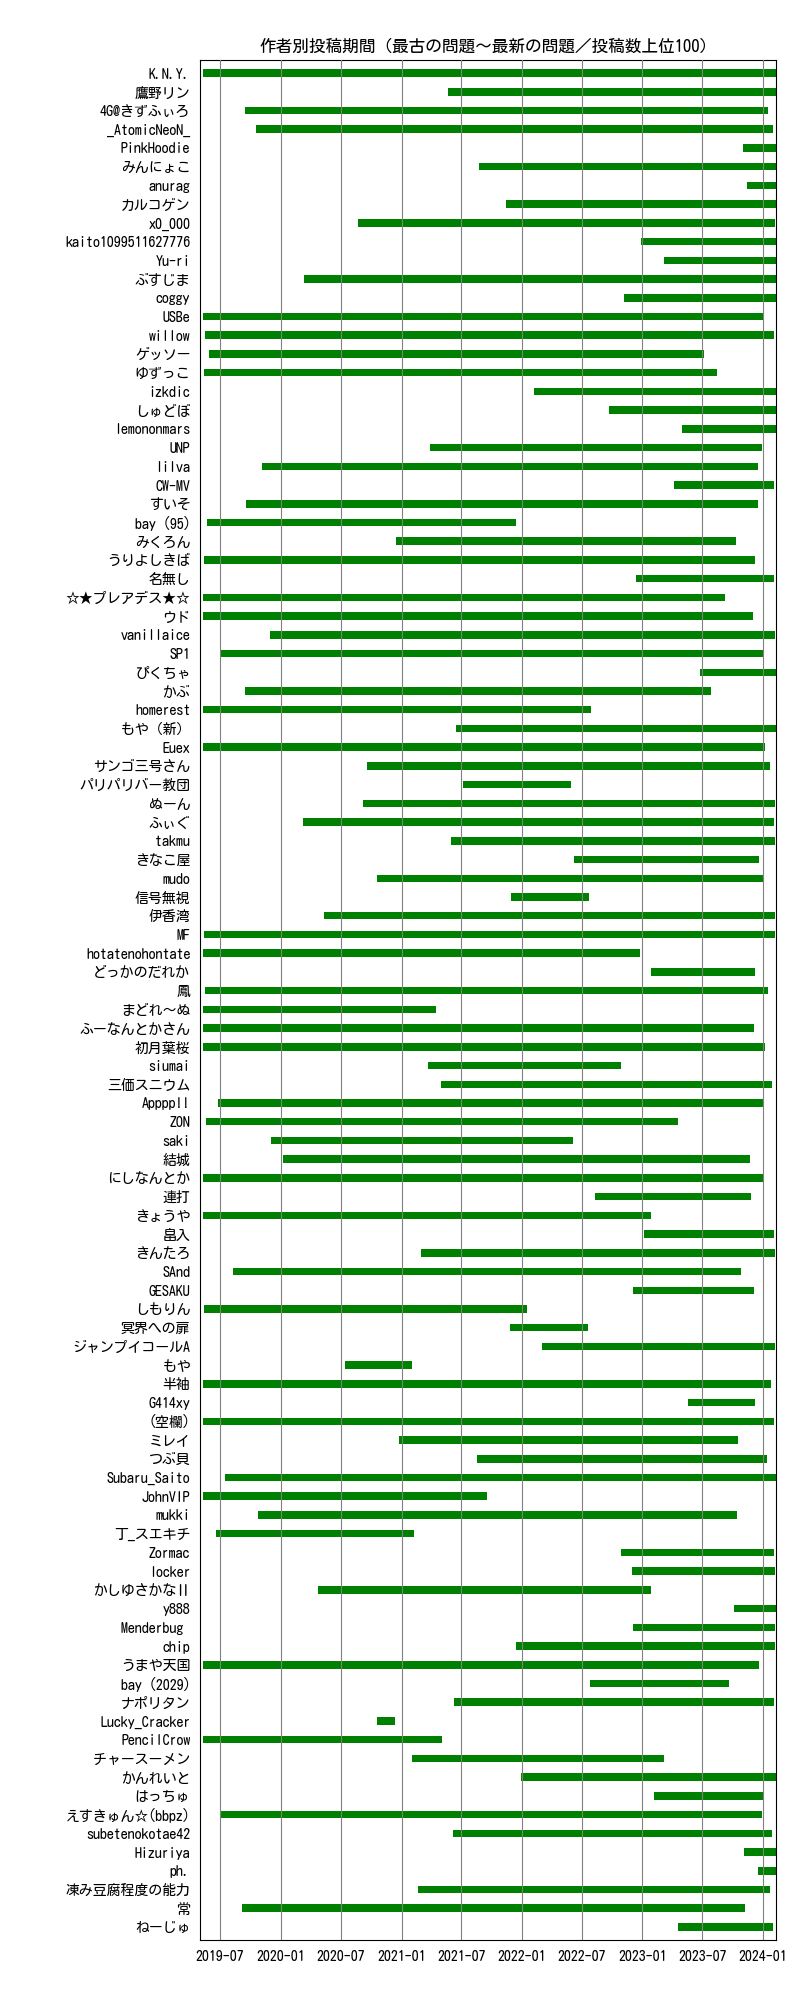 作者別投稿期間（最古の問題～最新の問題／投稿数上位100）
K.N.Y.
鷹野リン
4G@きずふぃろ
_AtomicNeoN_
PinkHoodie
みんにょこ
anurag
カルコゲン
x0_000
kaito1099511627776
Yu-ri
ぶすじま
coggy
USBe
willow
ゲッソー
ゆずっこ
izkdic
しゅどぼ
lemononmars
UNP
lilva
CW-MV
すいそ
bay (95)
みくろん
うりよしきば
名無し
☆★プレアデス★☆
ウド
vanillaice
SP1
ぴくちゃ
かぶ
homerest
もや（新）
Euex
サンゴ三号さん
パリパリバー教団
ぬーん
ふぃぐ
takmu
きなこ屋
mudo
信号無視
伊香湾
MF
hotatenohontate
どっかのだれか
鳳
まどれ～ぬ
ふーなんとかさん
初月葉桜
siumai
三価スニウム
Appppll
ZON
saki
結城
にしなんとか
連打
きょうや
畠入
きんたろ
SAnd
GESAKU
しもりん
冥界への扉
ジャンプイコールA
もや
半袖
G414xy
(空欄)
ミレイ
つぶ貝
Subaru_Saito
JohnVIP
mukki
丁_スエキチ
Zormac
locker
かしゆさかなⅡ
y888
Menderbug
chip
うまや天国
bay (2029)
ナポリタン
Lucky_Cracker
PencilCrow
チャースーメン
かんれいと
はっちゅ
えすきゅん☆(bbpz)
subetenokotae42
Hizuriya
ph.
凍み豆腐程度の能力
常
ねーじゅ
2019-07 2020-01 2020-07 2021-01 2021-07 2022-01 2022-07 2023-01 2023-07 2024-01